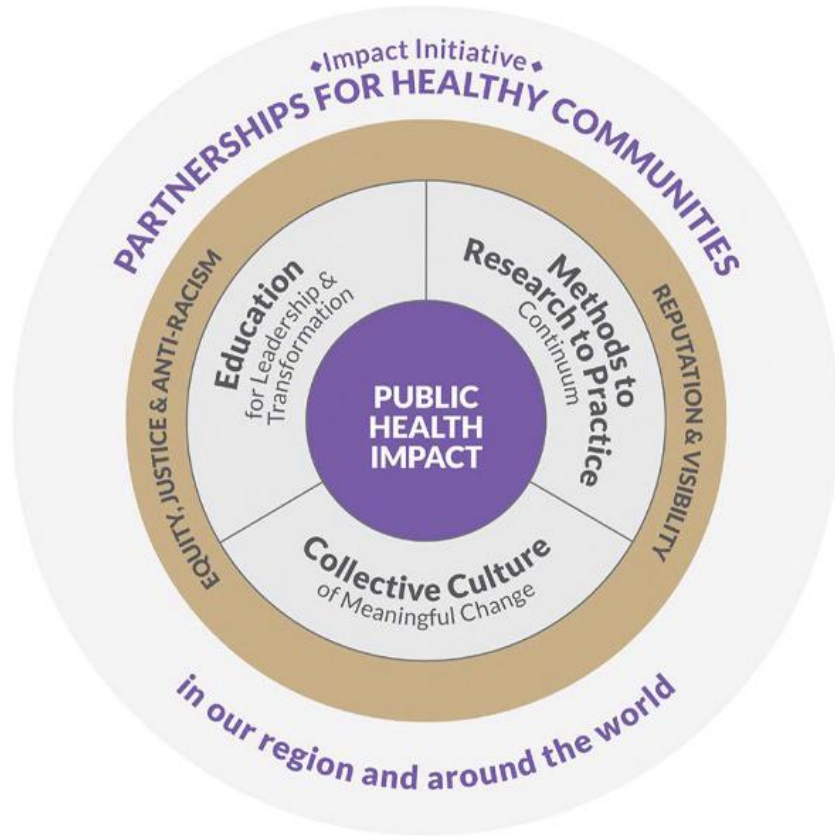 ◆Impact Initiative◆
PARTNERSHIPS FOR HEALTHY COMMUNITIES
EQUITY, JUSTICE & ANTI-RACISM
Education
for Leadership &
Transformation
Methods to
Research to Practice
Continuum
REPUTATION & VISIBILITY
PUBLIC
HEALTH
IMPACT
Collective Culture
of Meaningful Change
in our region and around the world